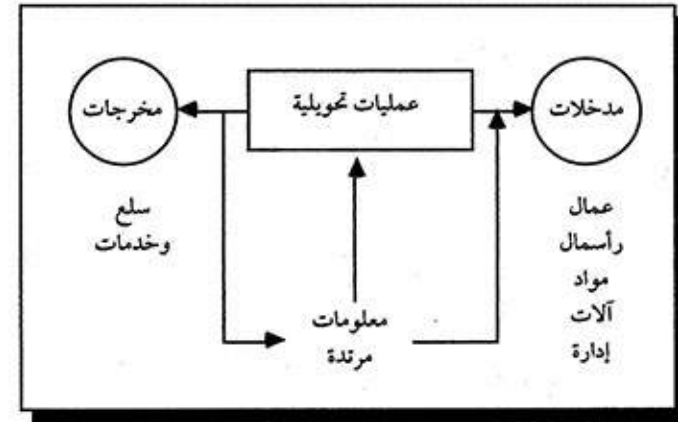 مدخلات
عمليات تحويلية
مخرجات
عمال
رأسمال
مواد
آلات
إدارة
سلع
وخدمات
معلومات
مرتدة